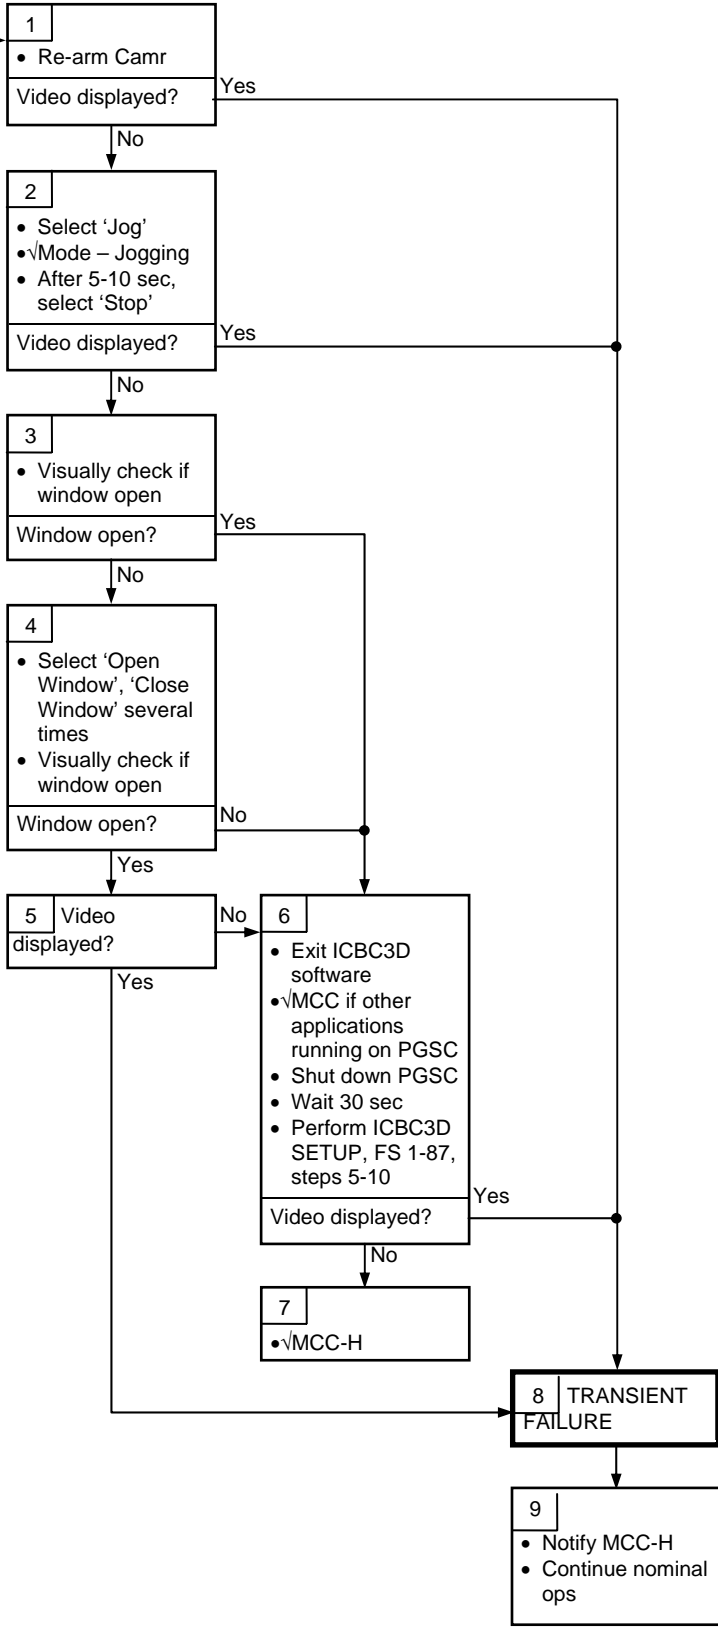 1
• Re-arm Camr
Video displayed?
Yes
No
2
• Select ‘Jog’
•√Mode – Jogging
• After 5-10 sec,
select ‘Stop’
Video displayed?
Yes
No
3
• Visually check if
window open
Window open?
Yes
No
4
• Select ‘Open
Window’, ‘Close
Window’ several
times
• Visually check if
window open
Window open?
No
Yes
5 Video
displayed?
No
Yes
6
• Exit ICBC3D
software
•√MCC if other
applications
running on PGSC
• Shut down PGSC
• Wait 30 sec
• Perform ICBC3D
SETUP, FS 1-87,
steps 5-10
Video displayed?
Yes
No
7
•√MCC-H
8 TRANSIENT
FAILURE
9
• Notify MCC-H
• Continue nominal
ops